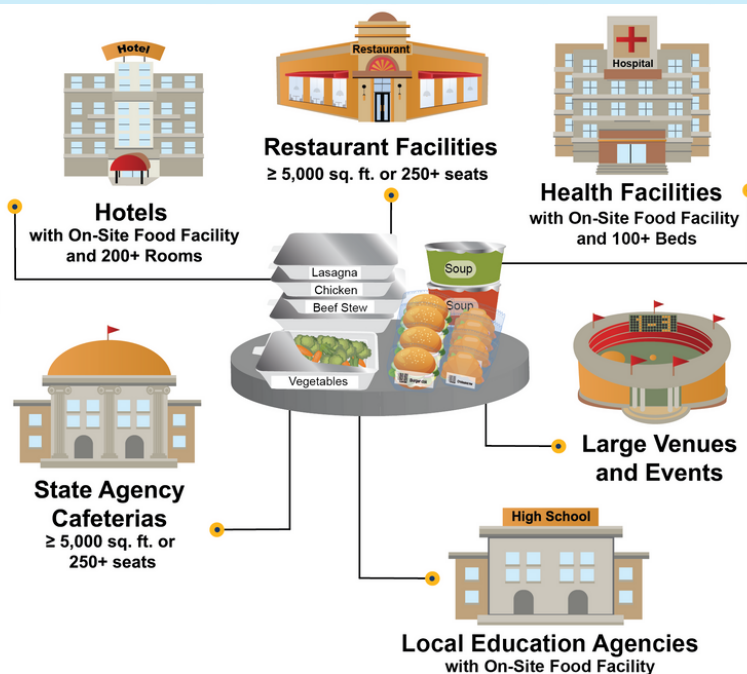 Hotel
Restaurant
Hospital
Restaurant Facilities
≥ 5,000 sq. ft. or 250+ seats
Hotels
with On-Site Food Facility
and 200+ Rooms
Health Facilities
with On-Site Food Facility
and 100+ Beds
Lasagna
Chicken
Beef Stew
Vegetables
Soup
Soup
Large Venues
and Events
State Agency
Cafeterias
≥ 5,000 sq. ft. or
250+ seats
High School
Local Education Agencies
with On-Site Food Facility